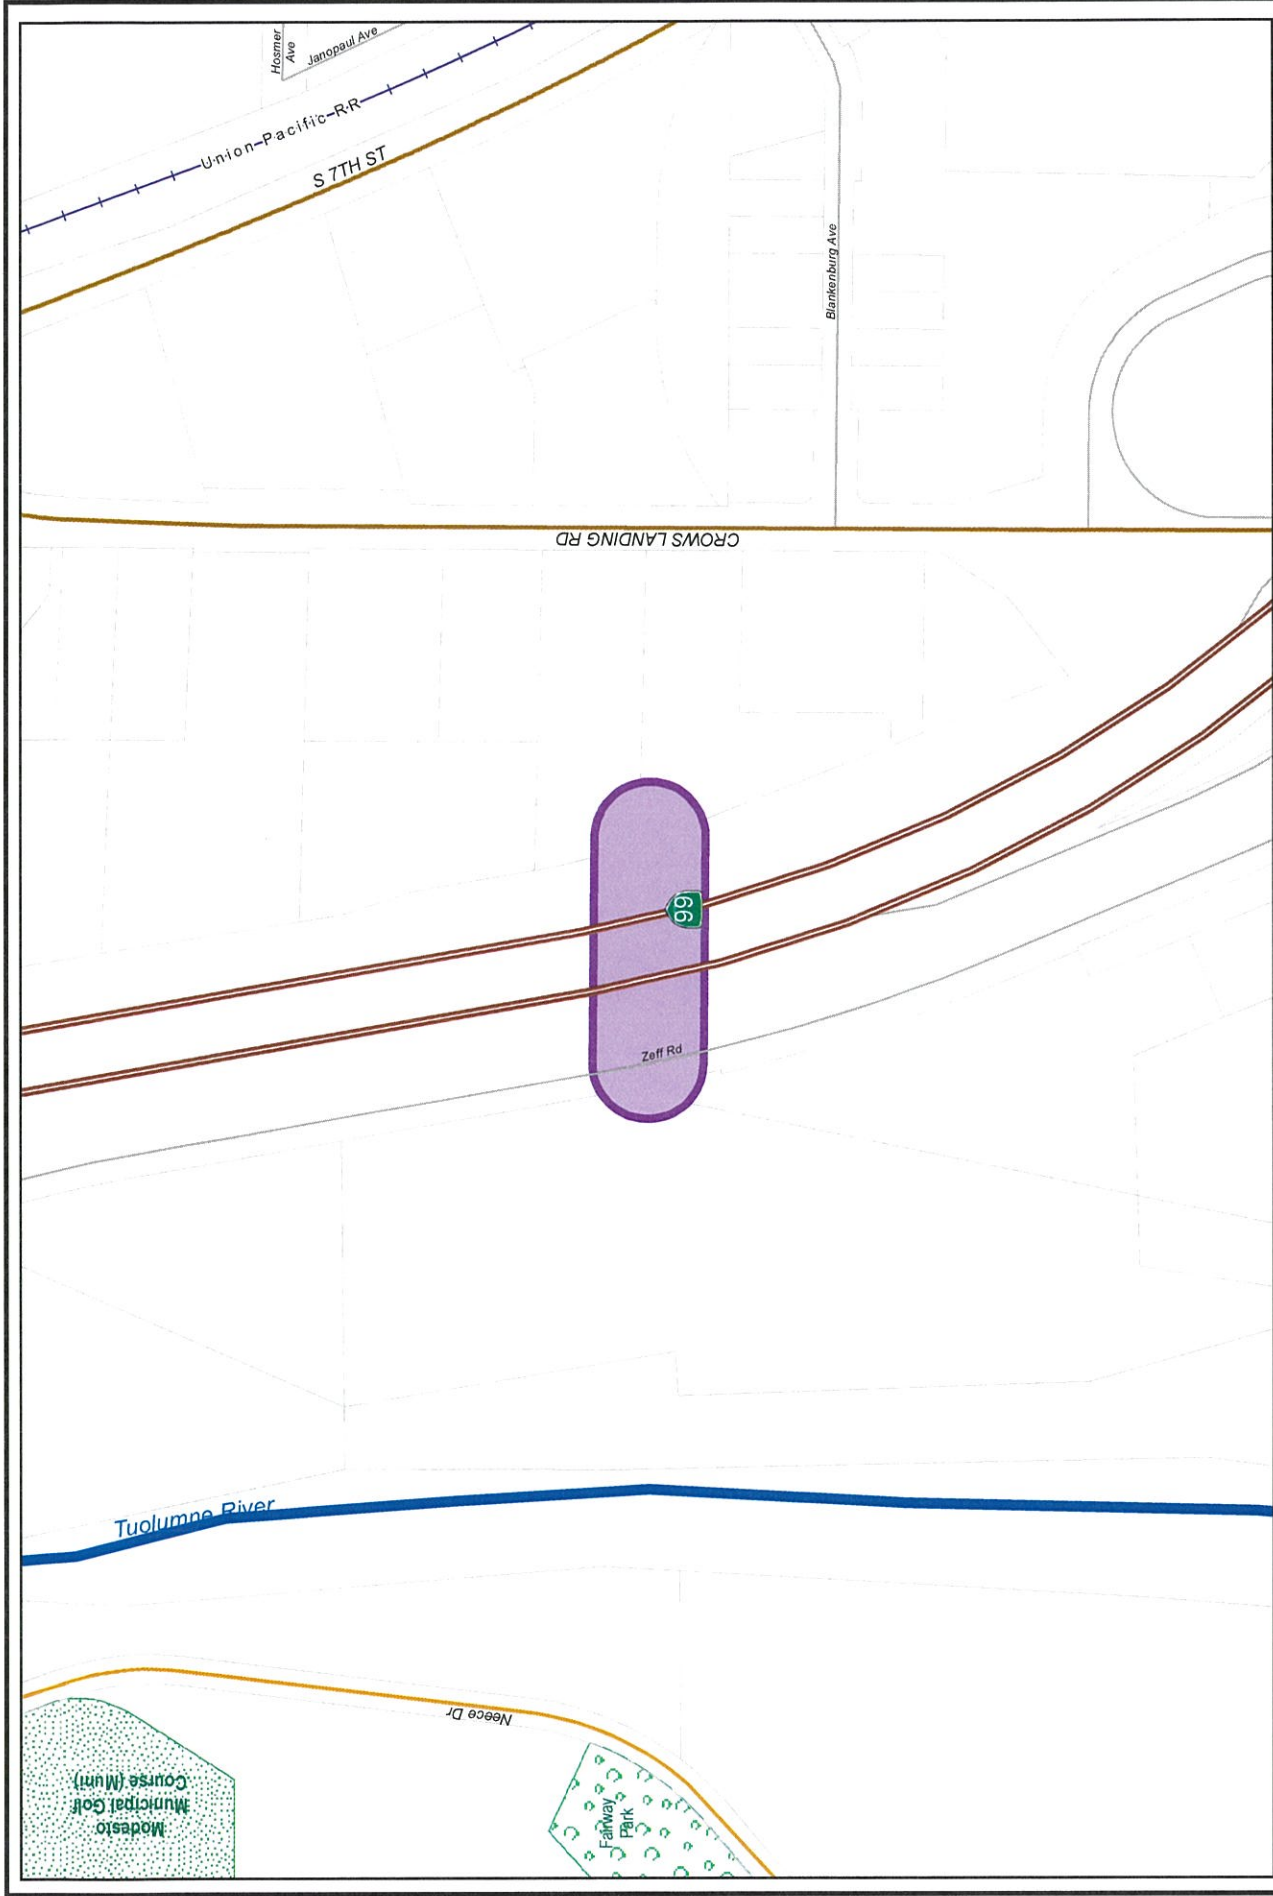 Hosmer
Ave
Janopaul Ave
Union Pacific RR
S 7TH ST
Blankenburg Ave
CROWS LANDING RD
99
Zeff Rd
Tuolumne River
Neece Dr
Modesto
Municipal Golf
Course (Muni)
Fairway
Park